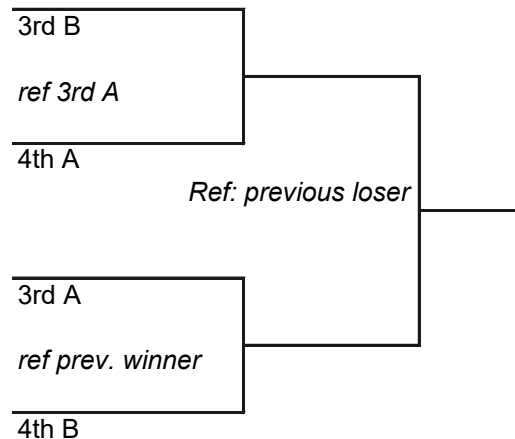 3rd B
ref 3rd A
4th A
Ref: previous loser
3rd A
ref prev. winner
4th B